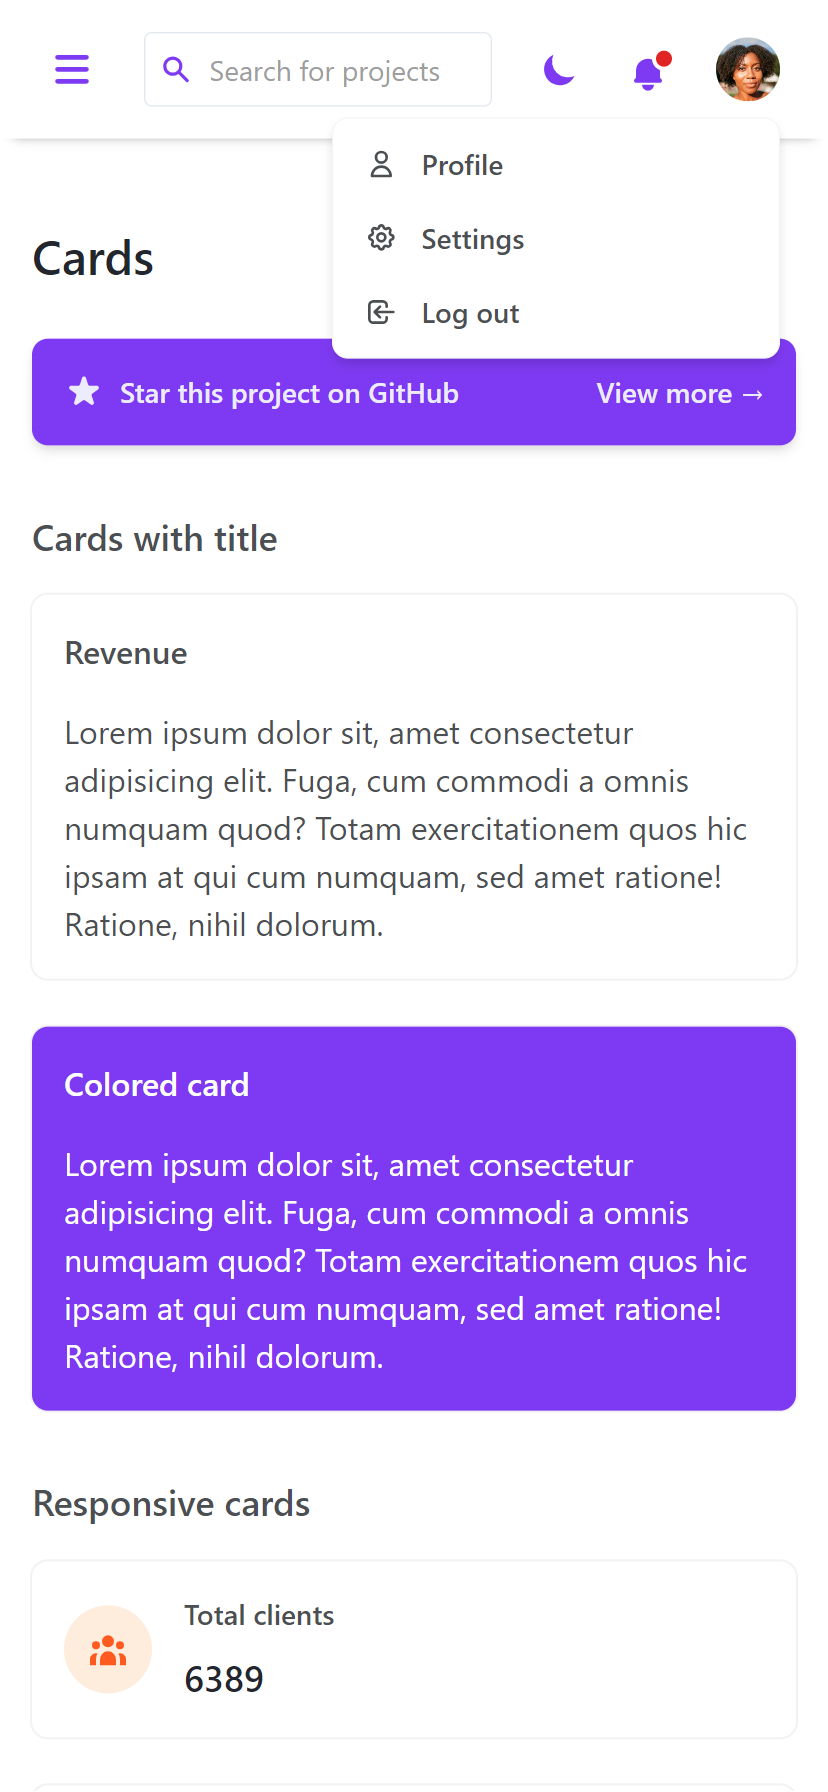 Search for projects
Profile
Settings
Log out
Cards
Star this project on GitHub
View more →
Cards with title
Revenue
Lorem ipsum dolor sit, amet consectetur
adipisicing elit. Fuga, cum commodi a omnis
numquam quod? Totam exercitationem quos hic
ipsam at qui cum numquam, sed amet ratione!
Ratione, nihil dolorum.
Colored card
Lorem ipsum dolor sit, amet consectetur
adipisicing elit. Fuga, cum commodi a omnis
numquam quod? Totam exercitationem quos hic
ipsam at qui cum numquam, sed amet ratione!
Ratione, nihil dolorum.
Responsive cards
Total clients
6389